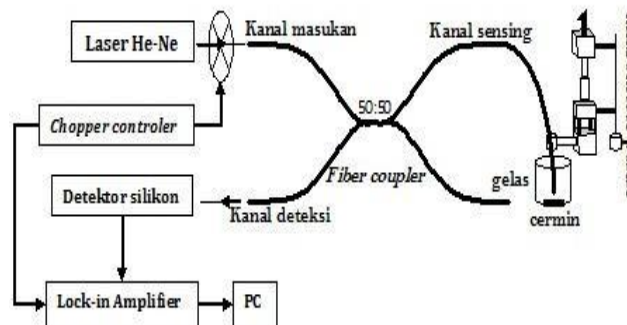 Laser He-Ne
Kanal masukan
Kanal sensing
50:50
Chopper controler
Fiber coupler
gelas
Detektor silikon
Kanal deteksi
cermin
Lock-in Amplifier
PC